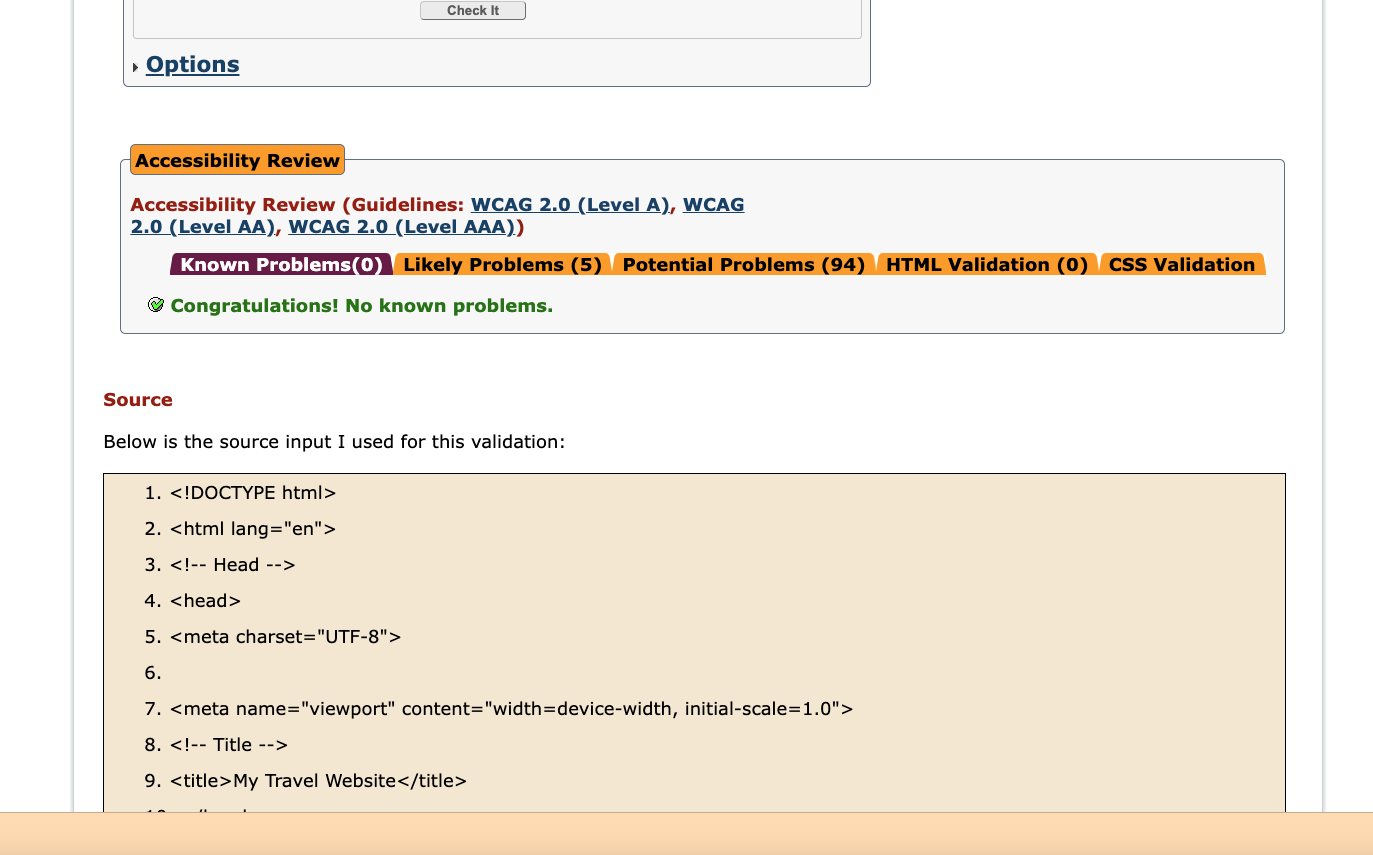 Check It
Options
Accessibility Review
Accessibility Review (Guidelines: WCAG 2.0 (Level A), WCAG
2.0 (Level AA), WCAG 2.0 (Level AAA))
Known Problems(0) Likely Problems (5) Potential Problems (94) HTML Validation (0) CSS Validation
Congratulations! No known problems.
Source
Below is the source input I used for this validation:
1. <!DOCTYPE html>
2. <html lang="en">
3. <!-- Head -->
4. <head>
5. <meta charset="UTF-8">
6.
7. <meta name="viewport" content="width=device-width, initial-scale=1.0">
8. <!-- Title -->
9. <title>My Travel Website</title>